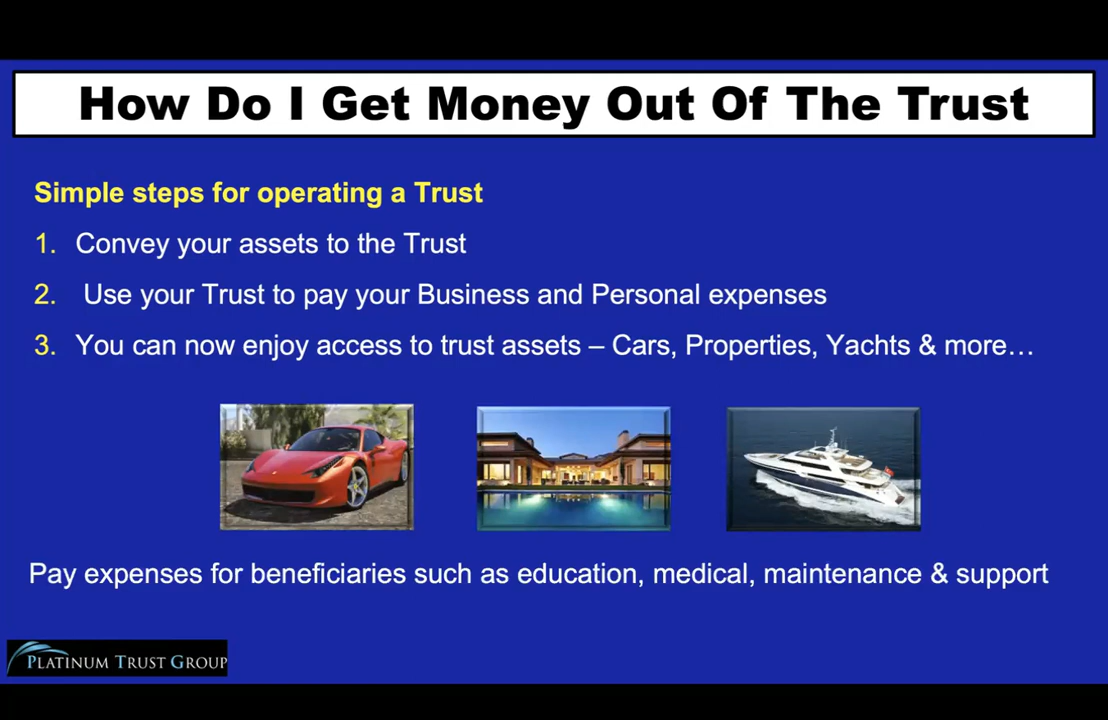 How Do I Get Money Out Of The Trust
Simple steps for operating a Trust
1. Convey your assets to the Trust
2. Use your Trust to pay your Business and Personal expenses
3. You can now enjoy access to trust assets – Cars, Properties, Yachts & more…
Pay expenses for beneficiaries such as education, medical, maintenance & support
PLATINUM TRUST GROUP